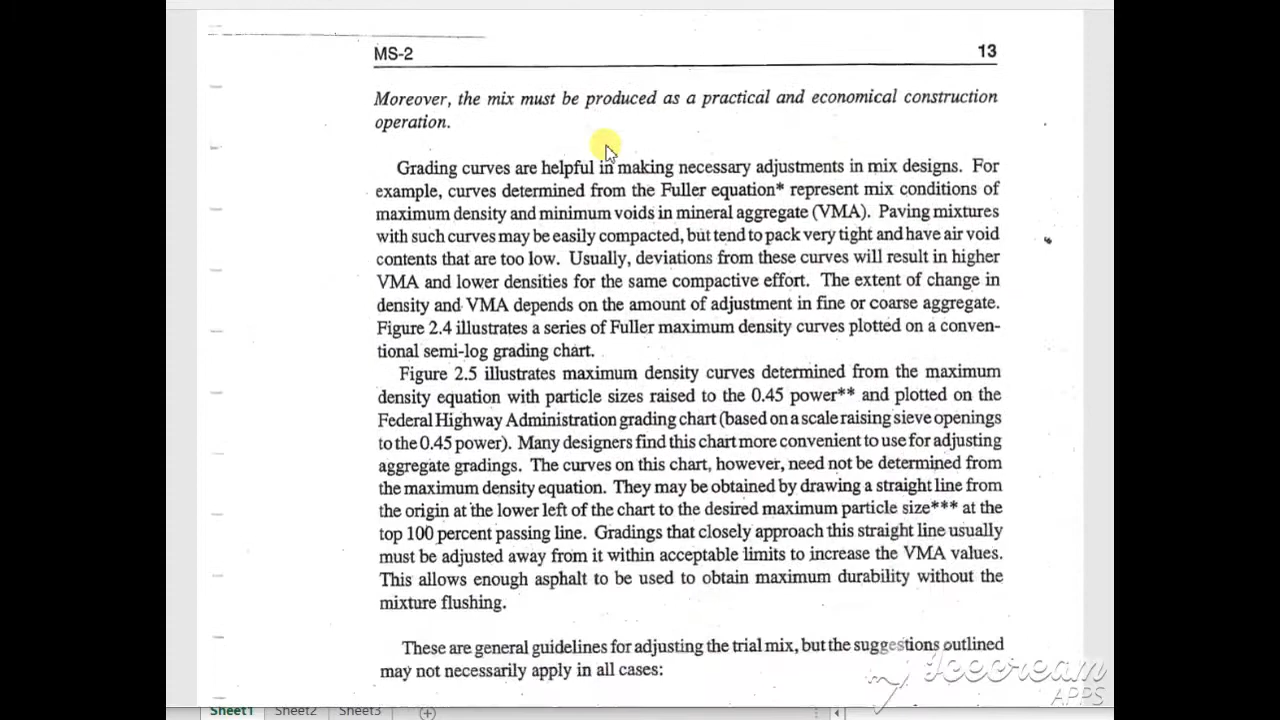 MS-2 13
Moreover, the mix must be produced as a practical and economical construction
operation.
Grading curves are helpful in making necessary adjustments in mix designs. For
example, curves determined from the Fuller equation* represent mix conditions of
maximum density and minimum voids in mineral aggregate (VMA). Paving mixtures
with such curves may be easily compacted, but tend to pack very tight and have air void
contents that are too low. Usually, deviations from these curves will result in higher
VMA and lower densities for the same compactive effort. The extent of change in
density and VMA depends on the amount of adjustment in fine or coarse aggregate.
Figure 2.4 illustrates a series of Fuller maximum density curves plotted on a conven-
tional semi-log grading chart.
Figure 2.5 illustrates maximum density curves determined from the maximum
density equation with particle sizes raised to the 0.45 power** and plotted on the
Federal Highway Administration grading chart (based on a scale raising sieve openings
to the 0.45 power). Many designers find this chart more convenient to use for adjusting
aggregate gradings. The curves on this chart, however, need not be determined from
the maximum density equation. They may be obtained by drawing a straight line from
the origin at the lower left of the chart to the desired maximum particle size*** at the
top 100 percent passing line. Gradings that closely approach this straight line usually
must be adjusted away from it within acceptable limits to increase the VMA values.
This allows enough asphalt to be used to obtain maximum durability without the
mixture flushing.
These are general guidelines for adjusting the trial mix, but the suggestions outlined
may not necessarily apply in all cases:
Icecream
APPS
Sheet1 Sheet2 Sheet3